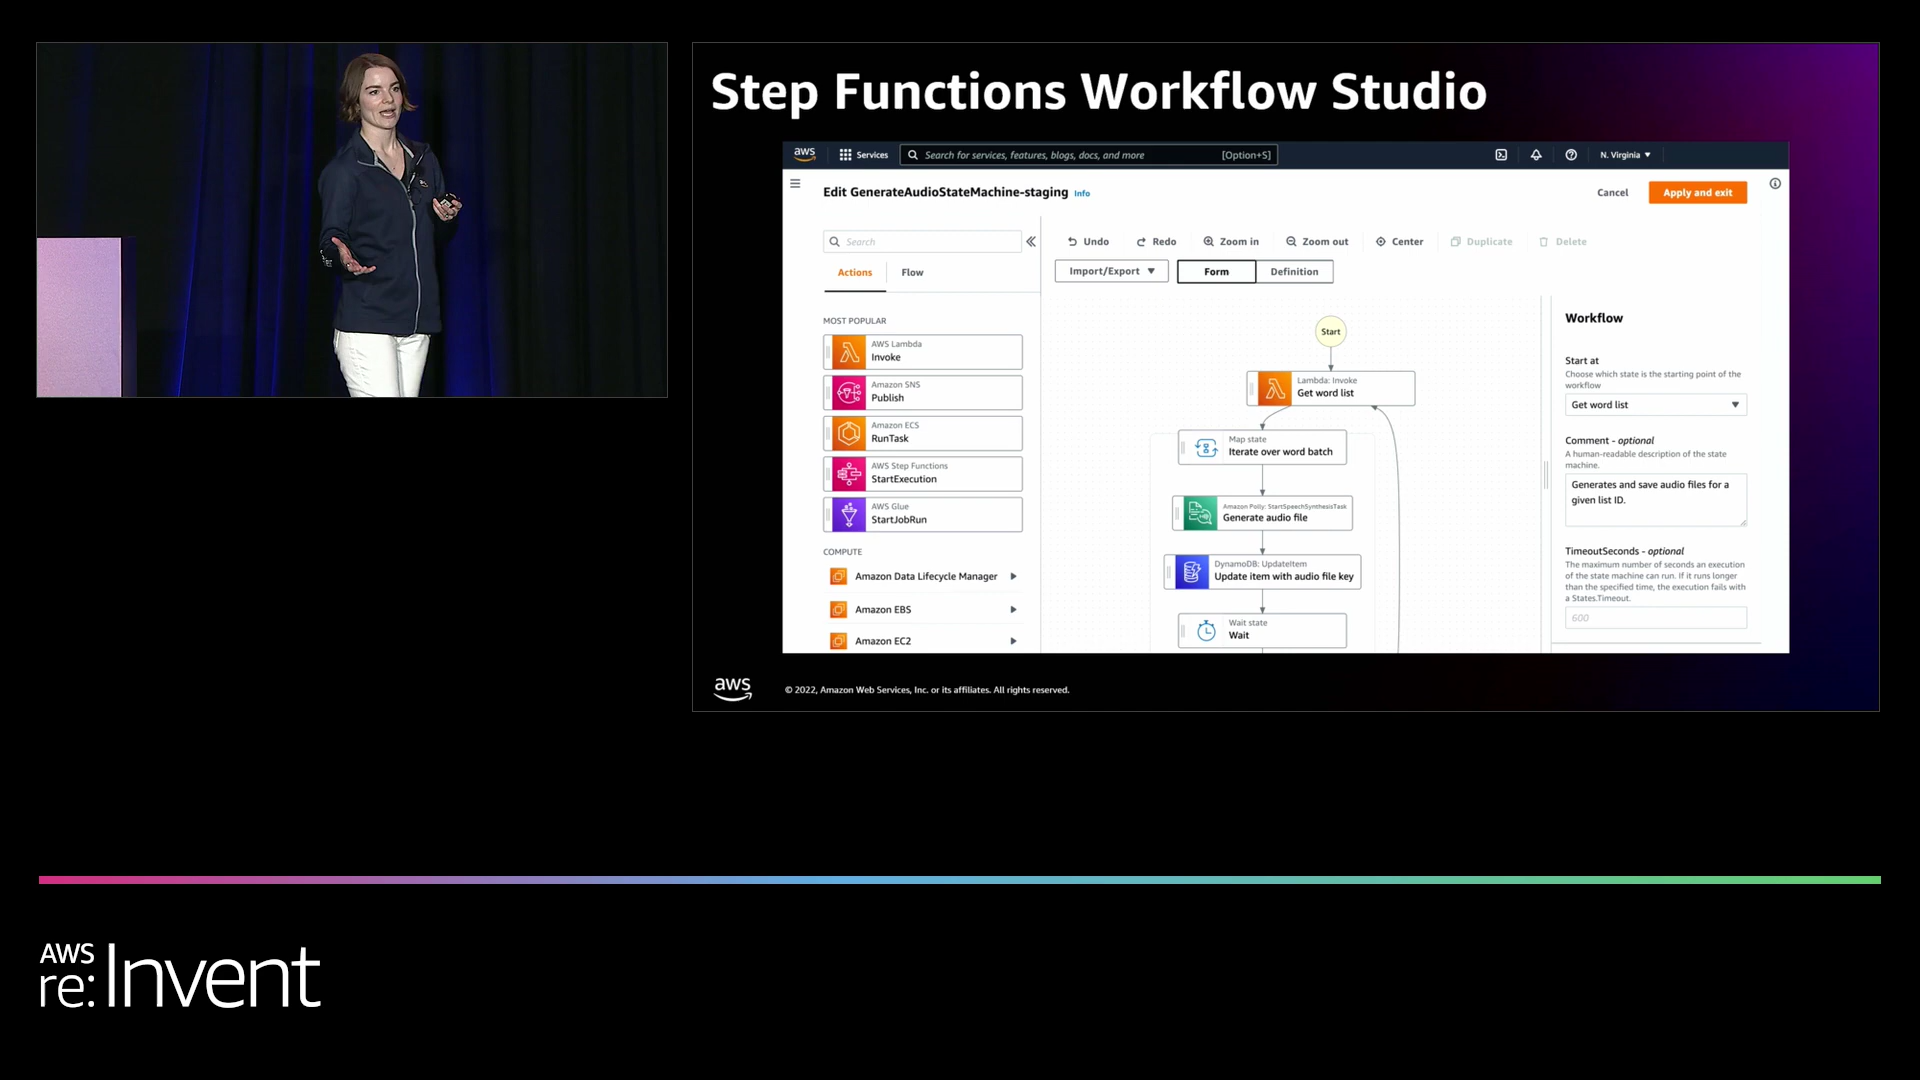 Step Functions Workflow Studio
aws
Services
Search for services, features, blogs, docs, and more
[Option+S]
N. Virginia
Edit GenerateAudioStateMachine-staging
Info
Cancel
Apply and exit
Search
Undo
Redo
Zoom in
Zoom out
Center
Duplicate
Delete
Actions
Flow
Import/Export
Form
Definition
MOST POPULAR
AWS Lambda
Invoke
Amazon SNS
Publish
Amazon ECS
RunTask
AWS Step Functions
StartExecution
AWS Glue
StartJobRun
COMPUTE
Amazon Data Lifecycle Manager
Amazon EBS
Amazon EC2
Start
Lambda: Invoke
Get word list
Map state
Iterate over word batch
Amazon Polly: StartSpeechSynthesisTask
Generate audio file
DynamoDB: UpdateItem
Update item with audio file key
Wait state
Wait
Workflow
Start at
Choose which state is the starting point of the
workflow
Get word list
Comment - optional
A human-readable description of the state
machine.
Generates and save audio files for a
given list ID.
TimeoutSeconds - optional
The maximum number of seconds an execution
of the state machine can run. If it runs longer
than the specified time, the execution fails with
a States.Timeout.
600
aws
© 2022, Amazon Web Services, Inc. or its affiliates. All rights reserved.
AWS
re:Invent